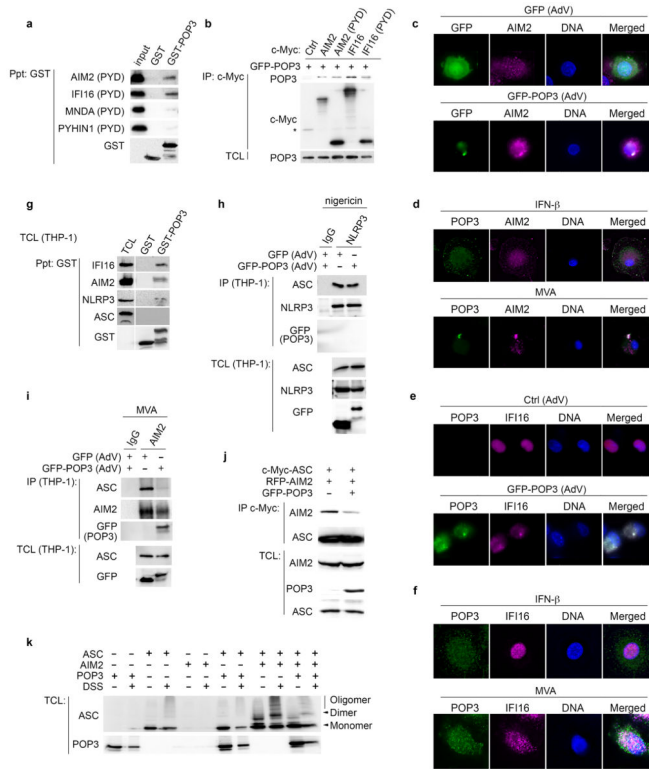 a
Input
GST
GST-POP3
Ppt: GST
AIM2 (PYD)
IFI16 (PYD)
MNDA (PYD)
PYHIN1 (PYD)
GST
b
c-Myc:
Ctrl
AIM2
AIM2 (PYD)
IFI16
IFI16 (PYD)
GFP-POP3 + + + + +
IP: c-Myc
POP3
c-Myc
*
TCL
POP3
c
GFP (AdV)
GFP AIM2 DNA Merged
GFP-POP3 (AdV)
GFP AIM2 DNA Merged
d
IFN-β
POP3 AIM2 DNA Merged
MVA
POP3 AIM2 DNA Merged
e
Ctrl (AdV)
POP3 IFI16 DNA Merged
GFP-POP3 (AdV)
POP3 IFI16 DNA Merged
f
IFN-β
POP3 IFI16 DNA Merged
MVA
POP3 IFI16 DNA Merged
g
TCL (THP-1)
TCL
GST
GST-POP3
Ppt: GST
IFI16
AIM2
NLRP3
ASC
GST
h
nigericin
IgG
NLRP3
GFP (AdV) + + –
GFP-POP3 (AdV) + – +
IP (THP-1):
ASC
NLRP3
GFP
(POP3)
TCL (THP-1):
ASC
NLRP3
GFP
i
MVA
IgG
AIM2
GFP (AdV) + + –
GFP-POP3 (AdV) + – +
IP (THP-1):
ASC
AIM2
GFP
(POP3)
TCL (THP-1):
ASC
GFP
j
c-Myc-ASC + +
RFP-AIM2 + +
GFP-POP3 – +
IP c-Myc:
AIM2
ASC
TCL:
AIM2
POP3
ASC
k
ASC – – + + – – + + + + + +
AIM2 – – – – + + – – + + + +
POP3 + + – – – – + + – – + +
DSS – + – + – + – + – + – +
TCL:
ASC
Oligomer
Dimer
Monomer
POP3